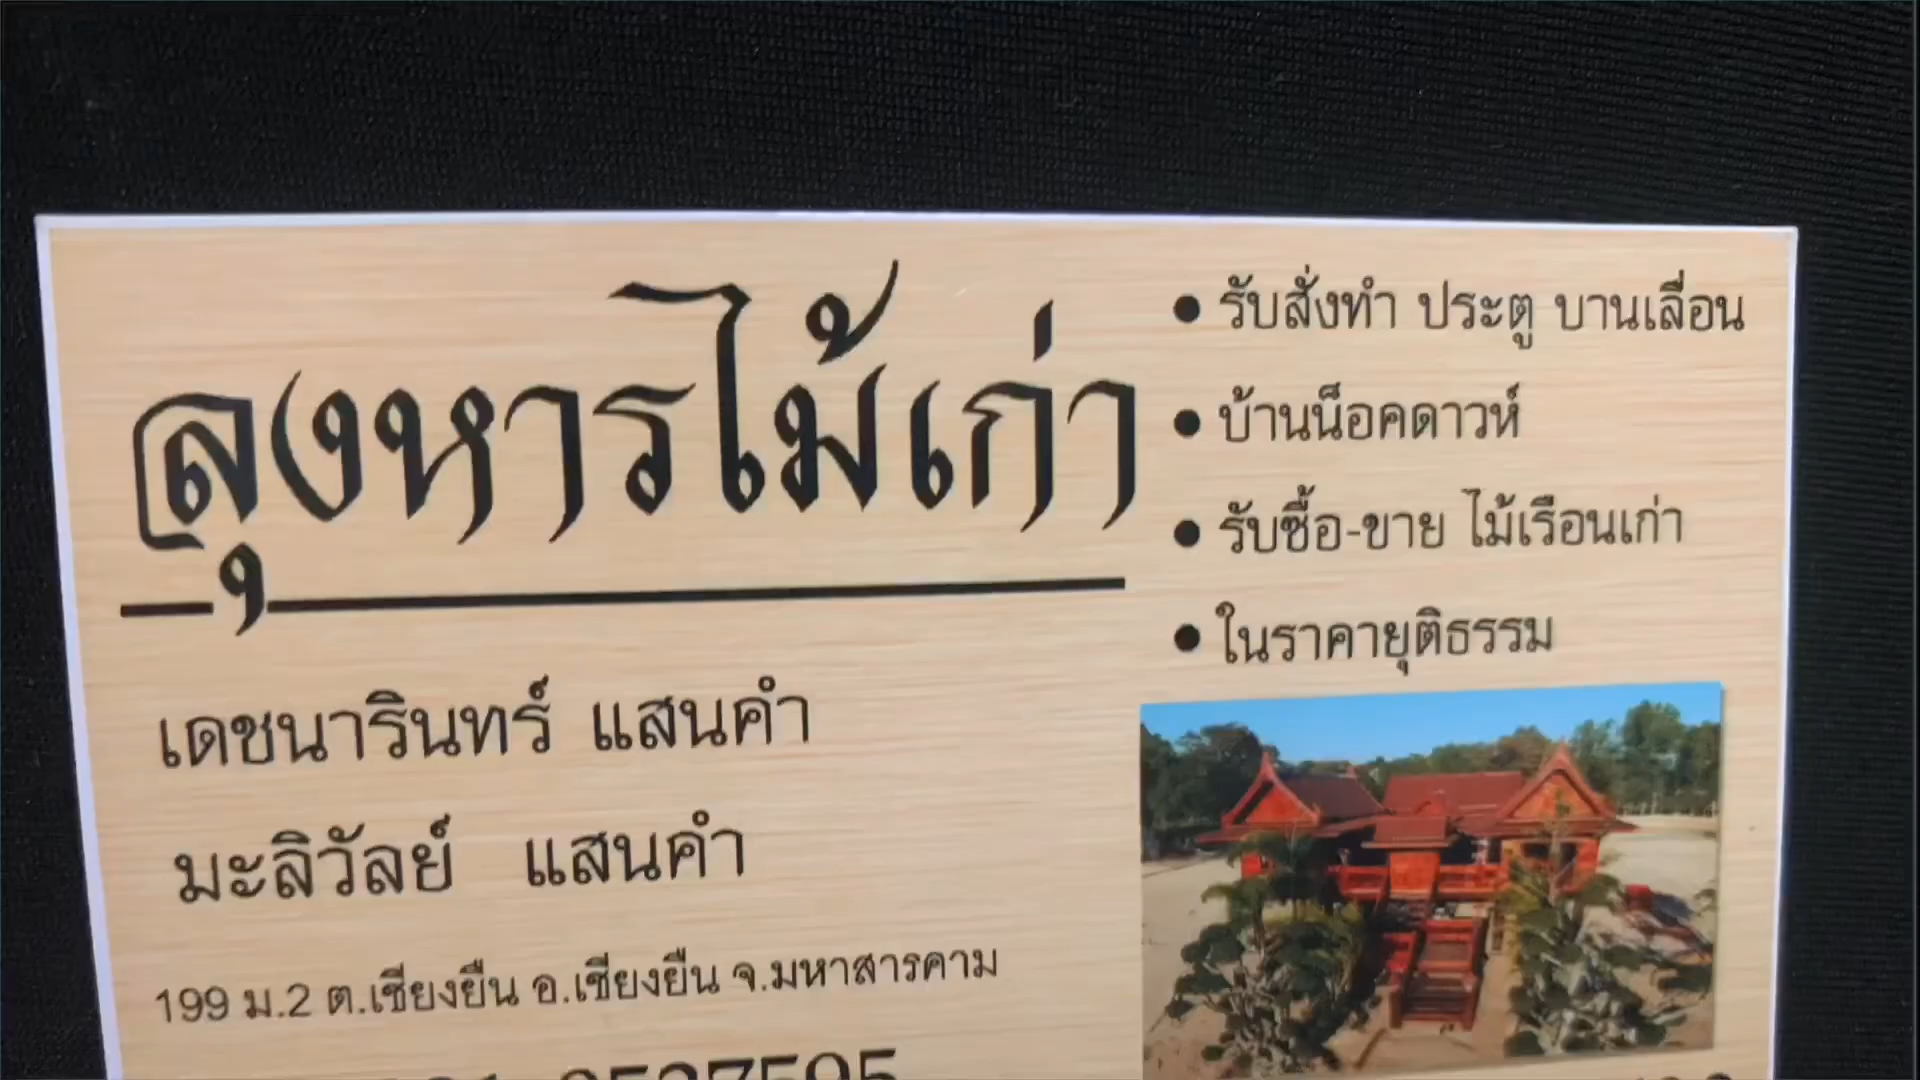 ลุงหารไม้เก่า
เดชนารินทร์ แสนคำ
มะลิวัลย์ แสนคำ
199 ม.2 ต.เชียงยืน อ.เชียงยืน จ.มหาสารคาม
• รับสั่งทำ ประตู บานเลื่อน
• บ้านน็อคดาวห์
• รับซื้อ-ขาย ไม้เรือนเก่า
• ในราคายุติธรรม